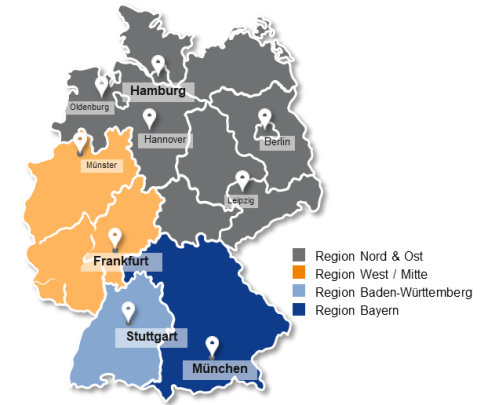 Hamburg
Oldenburg
Hannover
Berlin
Münster
Leipzig
Frankfurt
Stuttgart
München
Region Nord & Ost
Region West / Mitte
Region Baden-Württemberg
Region Bayern